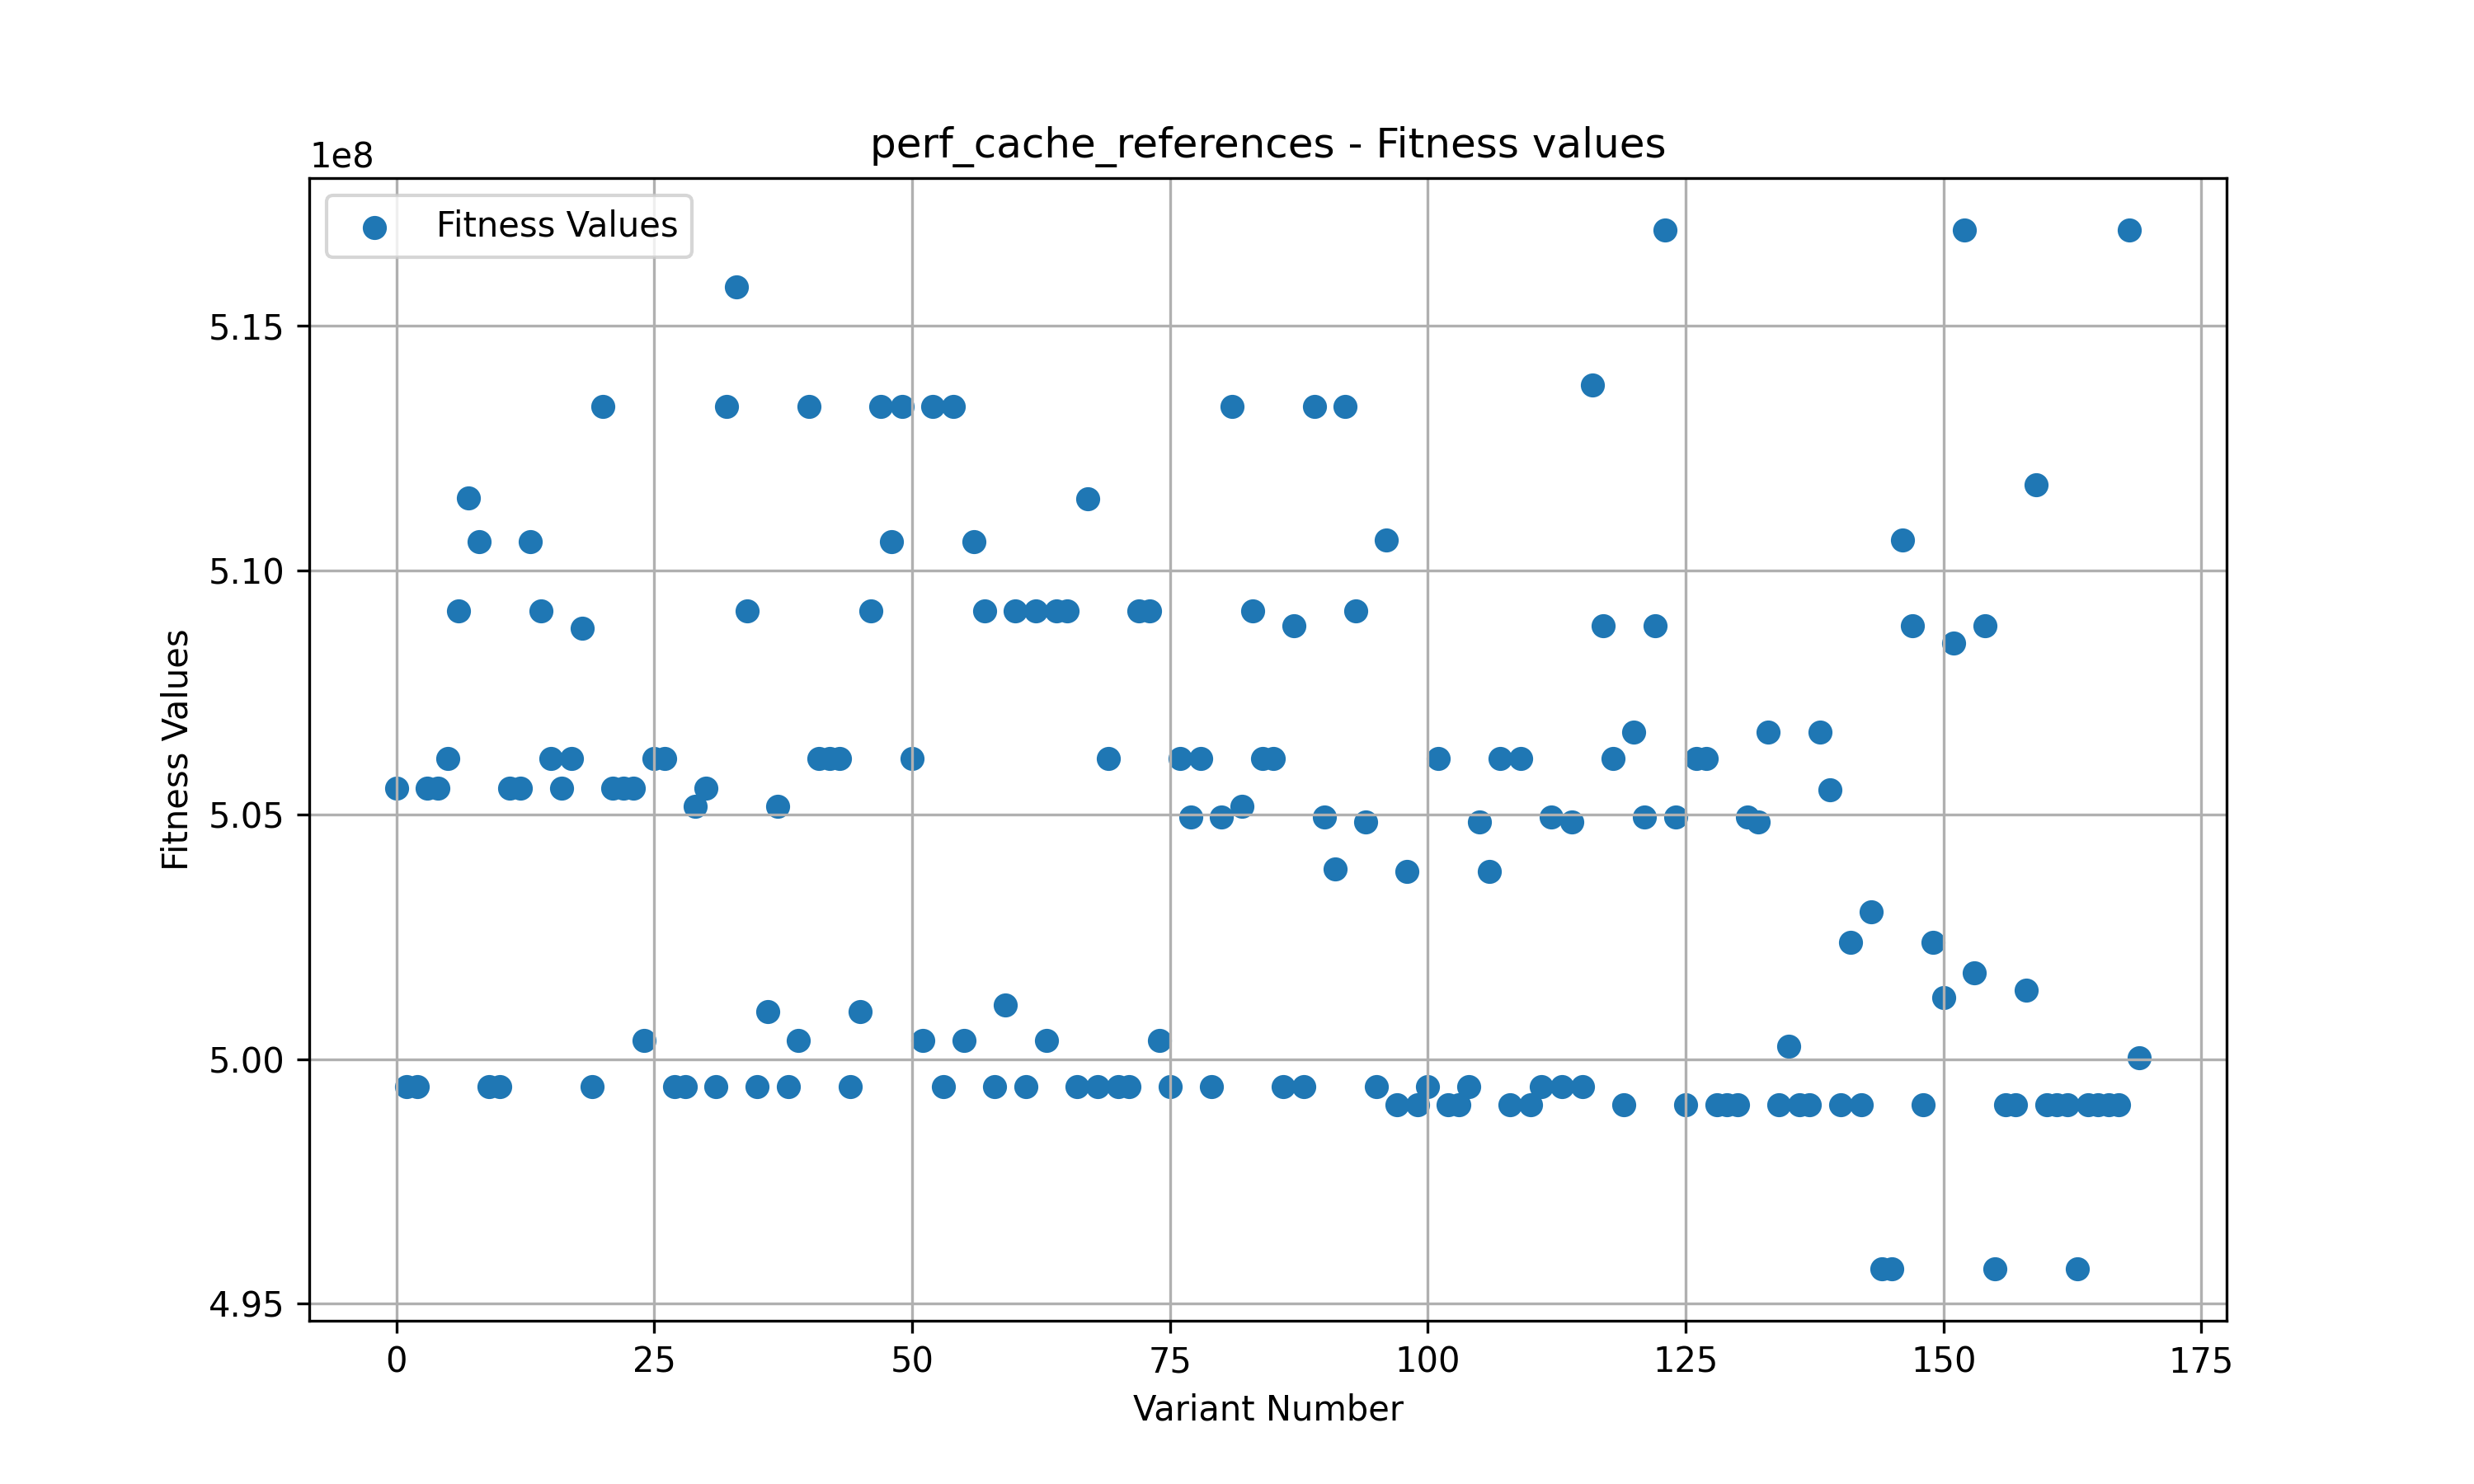 perf_cache_references - Fitness values
1e8
Fitness Values
5.15
5.10
5.05
5.00
4.95
Fitness Values
0 25 50 75 100 125 150 175
Variant Number